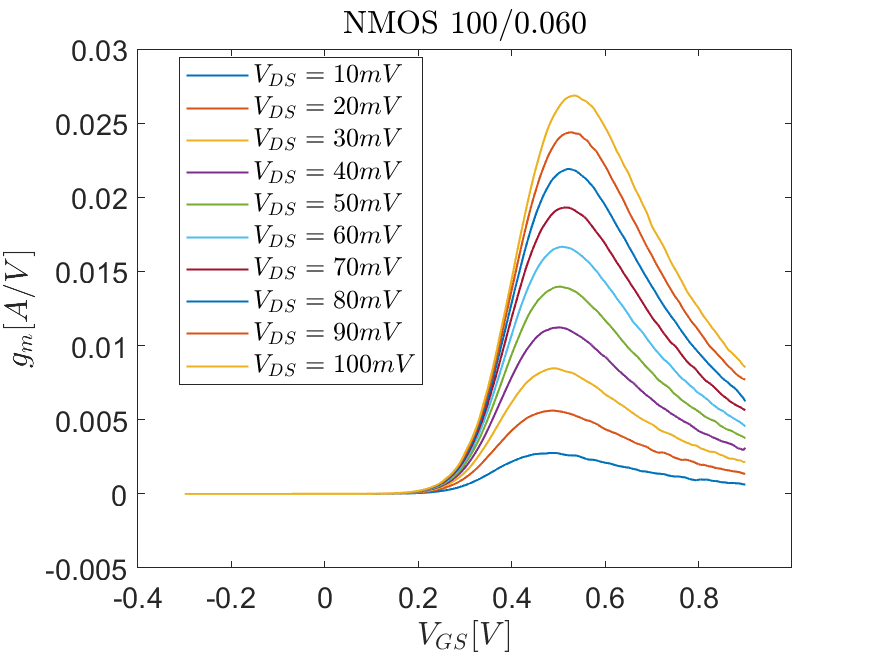 NMOS 100/0.060
0.03
0.025
0.02
0.015
0.01
0.005
0
-0.005
g_m[A/V]
V_DS = 10mV
V_DS = 20mV
V_DS = 30mV
V_DS = 40mV
V_DS = 50mV
V_DS = 60mV
V_DS = 70mV
V_DS = 80mV
V_DS = 90mV
V_DS = 100mV
-0.4 -0.2 0 0.2 0.4 0.6 0.8
V_GS[V]